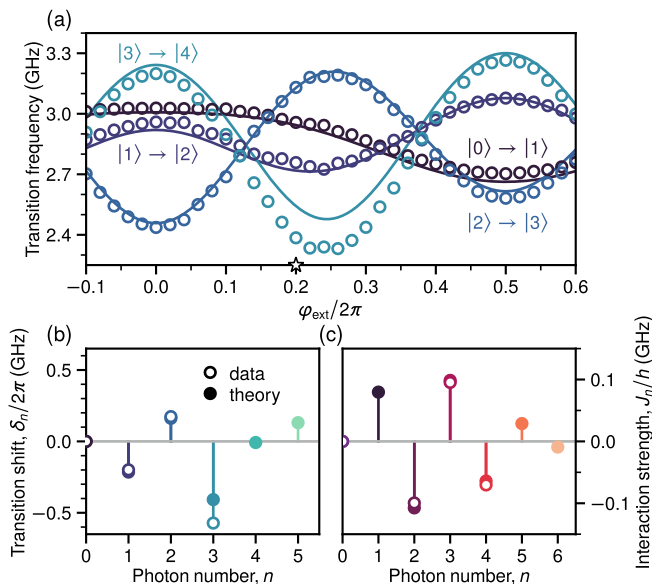 (a)
3.3
3.0
2.7
2.4
Transition frequency (GHz)
|3⟩ → |4⟩
|1⟩ → |2⟩
|0⟩ → |1⟩
|2⟩ → |3⟩
−0.1 0.0 0.1 0.2 0.3 0.4 0.5 0.6
φext/2π
(b)
0.5
0.0
−0.5
Transition shift, δn/2π (GHz)
data
theory
0 1 2 3 4 5
Photon number, n
(c)
0.1
0.0
−0.1
Interaction strength, Jn/h (GHz)
0 1 2 3 4 5 6
Photon number, n